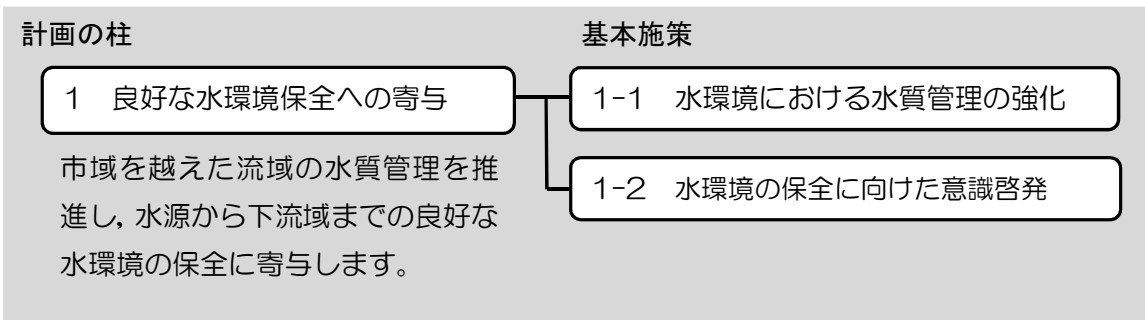 計画の柱
基本施策
1 良好な水環境保全への寄与
1-1 水環境における水質管理の強化
市域を越えた流域の水質管理を推
進し,水源から下流域までの良好な
水環境の保全に寄与します。
1-2 水環境の保全に向けた意識啓発